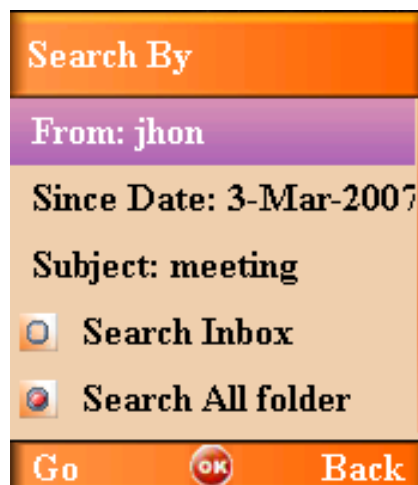 Search By
From: jhon
Since Date: 3-Mar-2007
Subject: meeting
Search Inbox
Search All folder
Go OK Back